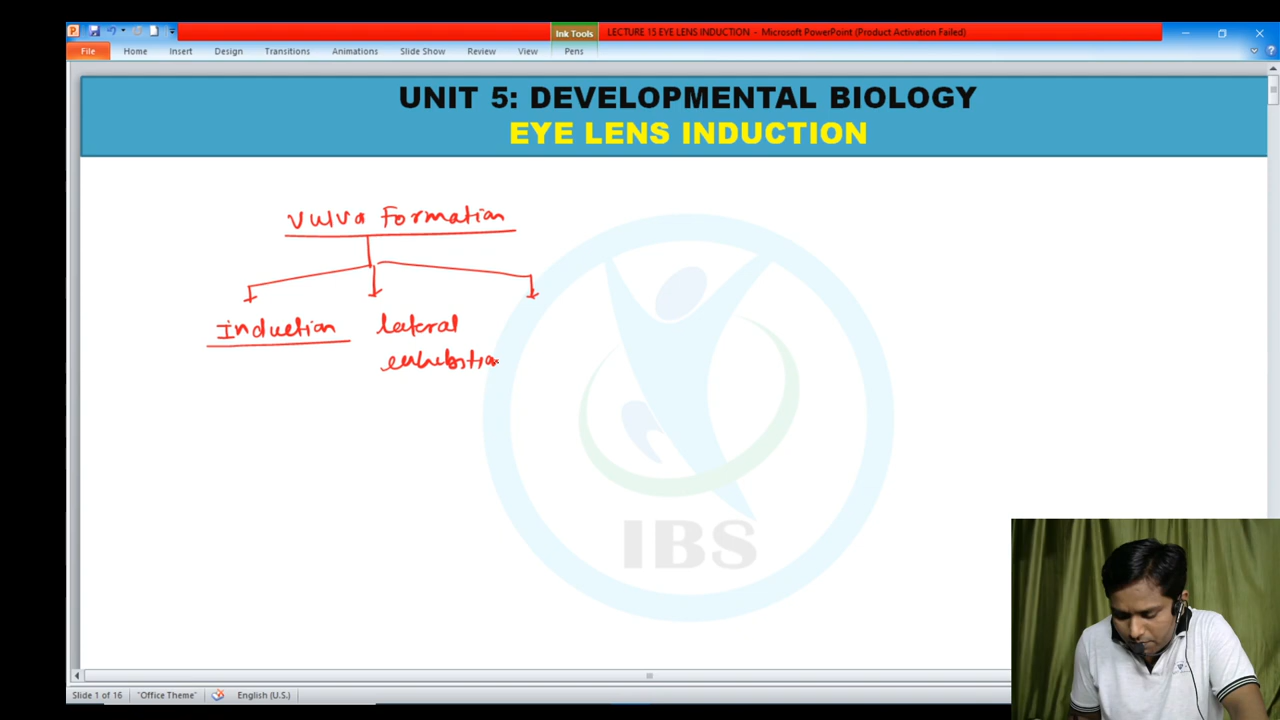 Ink Tools
LECTURE 15 EYE LENS INDUCTION - Microsoft PowerPoint (Product Activation Failed)
File Home Insert Design Transitions Animations Slide Show Review View Pens
UNIT 5: DEVELOPMENTAL BIOLOGY
EYE LENS INDUCTION
Vulva Formation
Induction
lateral
IBS
Slide 1 of 16 "Office Theme" English (U.S.)